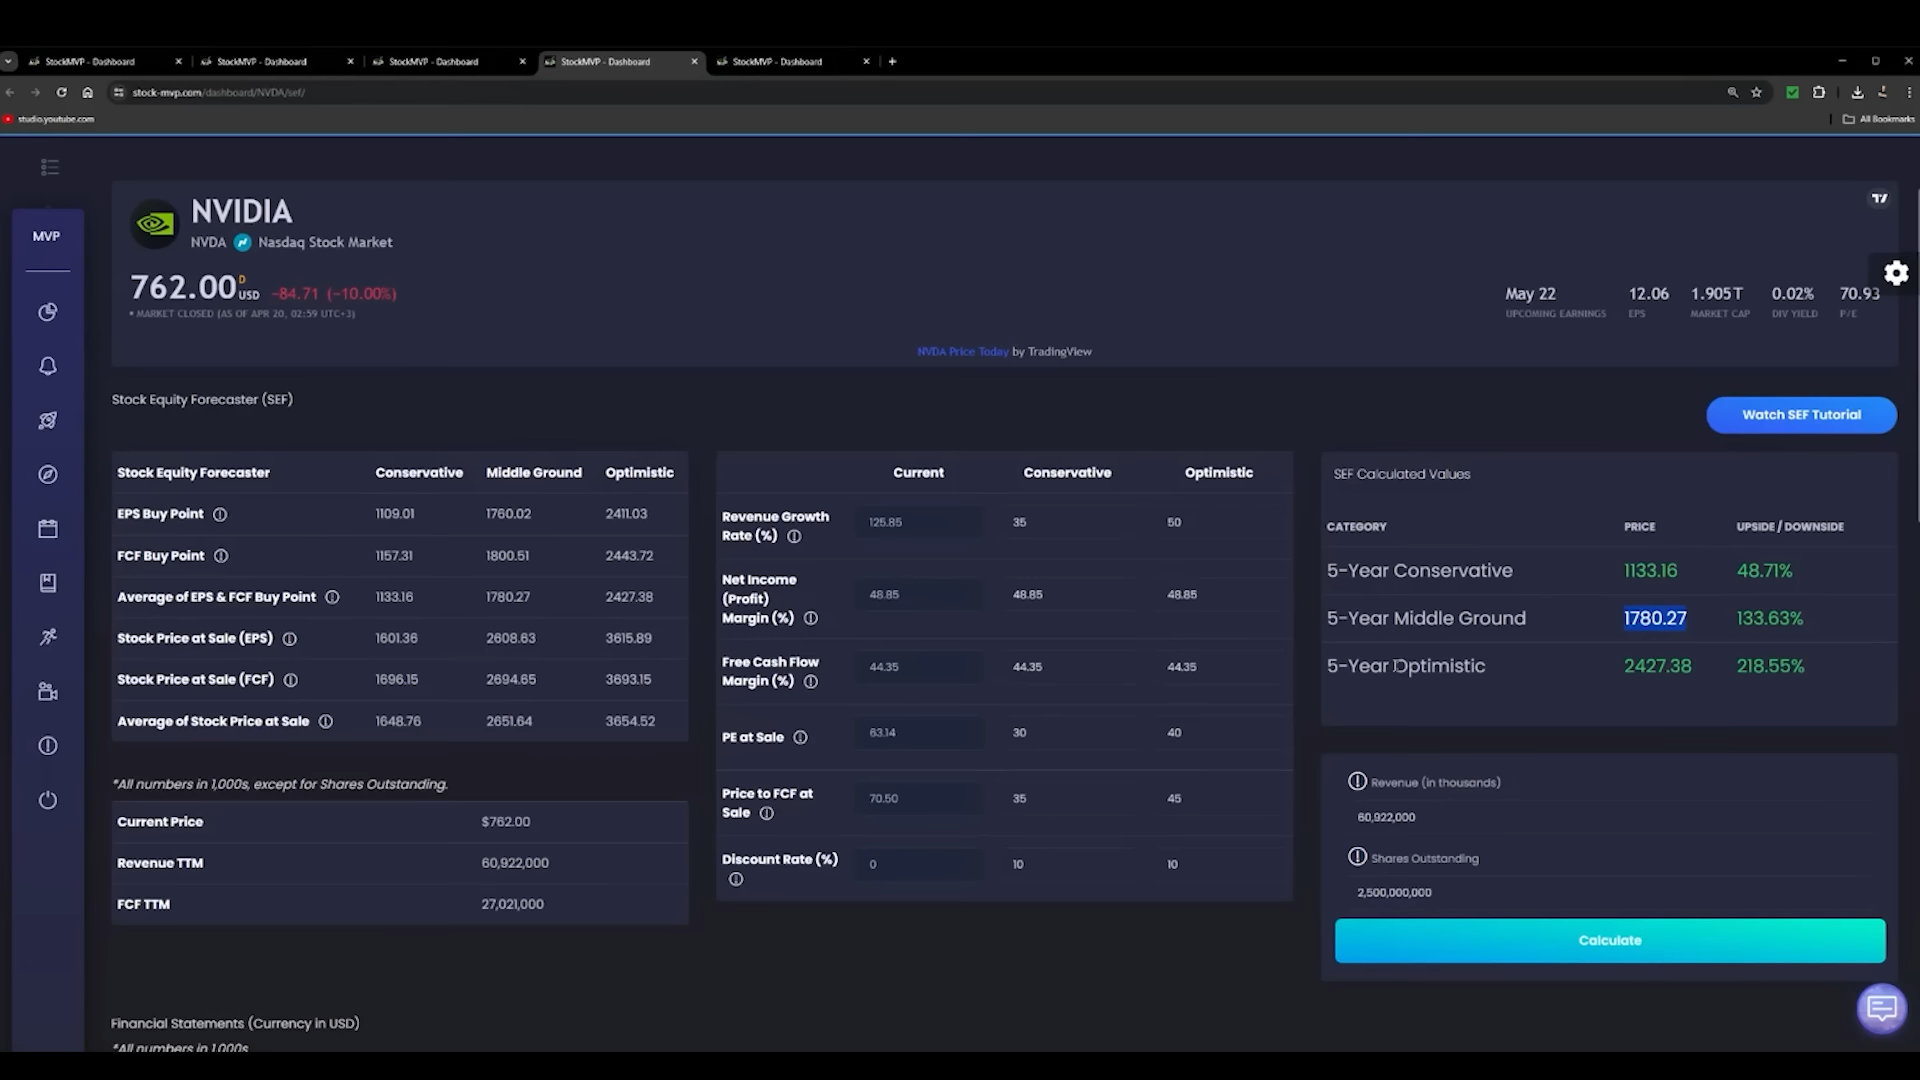 StockMVP - Dashboard
StockMVP - Dashboard
StockMVP - Dashboard
StockMVP - Dashboard
StockMVP - Dashboard
stock-mvp.com/dashboard/NVDA/sef/
studio.youtube.com
All Bookmarks
MVP
NVIDIA
NVDA Nasdaq Stock Market
762.00 D USD −84.71 (−10.00%)
• MARKET CLOSED (AS OF APR 20, 02:59 UTC+3)
May 22 12.06 1.905T 0.02% 70.93
UPCOMING EARNINGS EPS MARKET CAP DIV YIELD P/E
NVDA Price Today by TradingView
Stock Equity Forecaster (SEF)
Watch SEF Tutorial
Stock Equity Forecaster Conservative Middle Ground Optimistic
EPS Buy Point 1109.01 1760.02 2411.03
FCF Buy Point 1157.31 1800.51 2443.72
Average of EPS & FCF Buy Point 1133.16 1780.27 2427.38
Stock Price at Sale (EPS) 1601.36 2608.63 3615.89
Stock Price at Sale (FCF) 1696.15 2694.65 3693.15
Average of Stock Price at Sale 1648.76 2651.64 3654.52
*All numbers in 1,000s, except for Shares Outstanding.
Current Price $762.00
Revenue TTM 60,922,000
FCF TTM 27,021,000
Current Conservative Optimistic
Revenue Growth
Rate (%) 125.85 35 50
Net Income
(Profit)
Margin (%) 48.85 48.85 48.85
Free Cash Flow
Margin (%) 44.35 44.35 44.35
PE at Sale 63.14 30 40
Price to FCF at
Sale 70.50 35 45
Discount Rate (%) 0 10 10
SEF Calculated Values
CATEGORY PRICE UPSIDE / DOWNSIDE
5-Year Conservative 1133.16 48.71%
5-Year Middle Ground 1780.27 133.63%
5-Year Optimistic 2427.38 218.55%
Revenue (in thousands)
60,922,000
Shares Outstanding
2,500,000,000
Calculate
Financial Statements (Currency in USD)
*All numbers in 1,000s